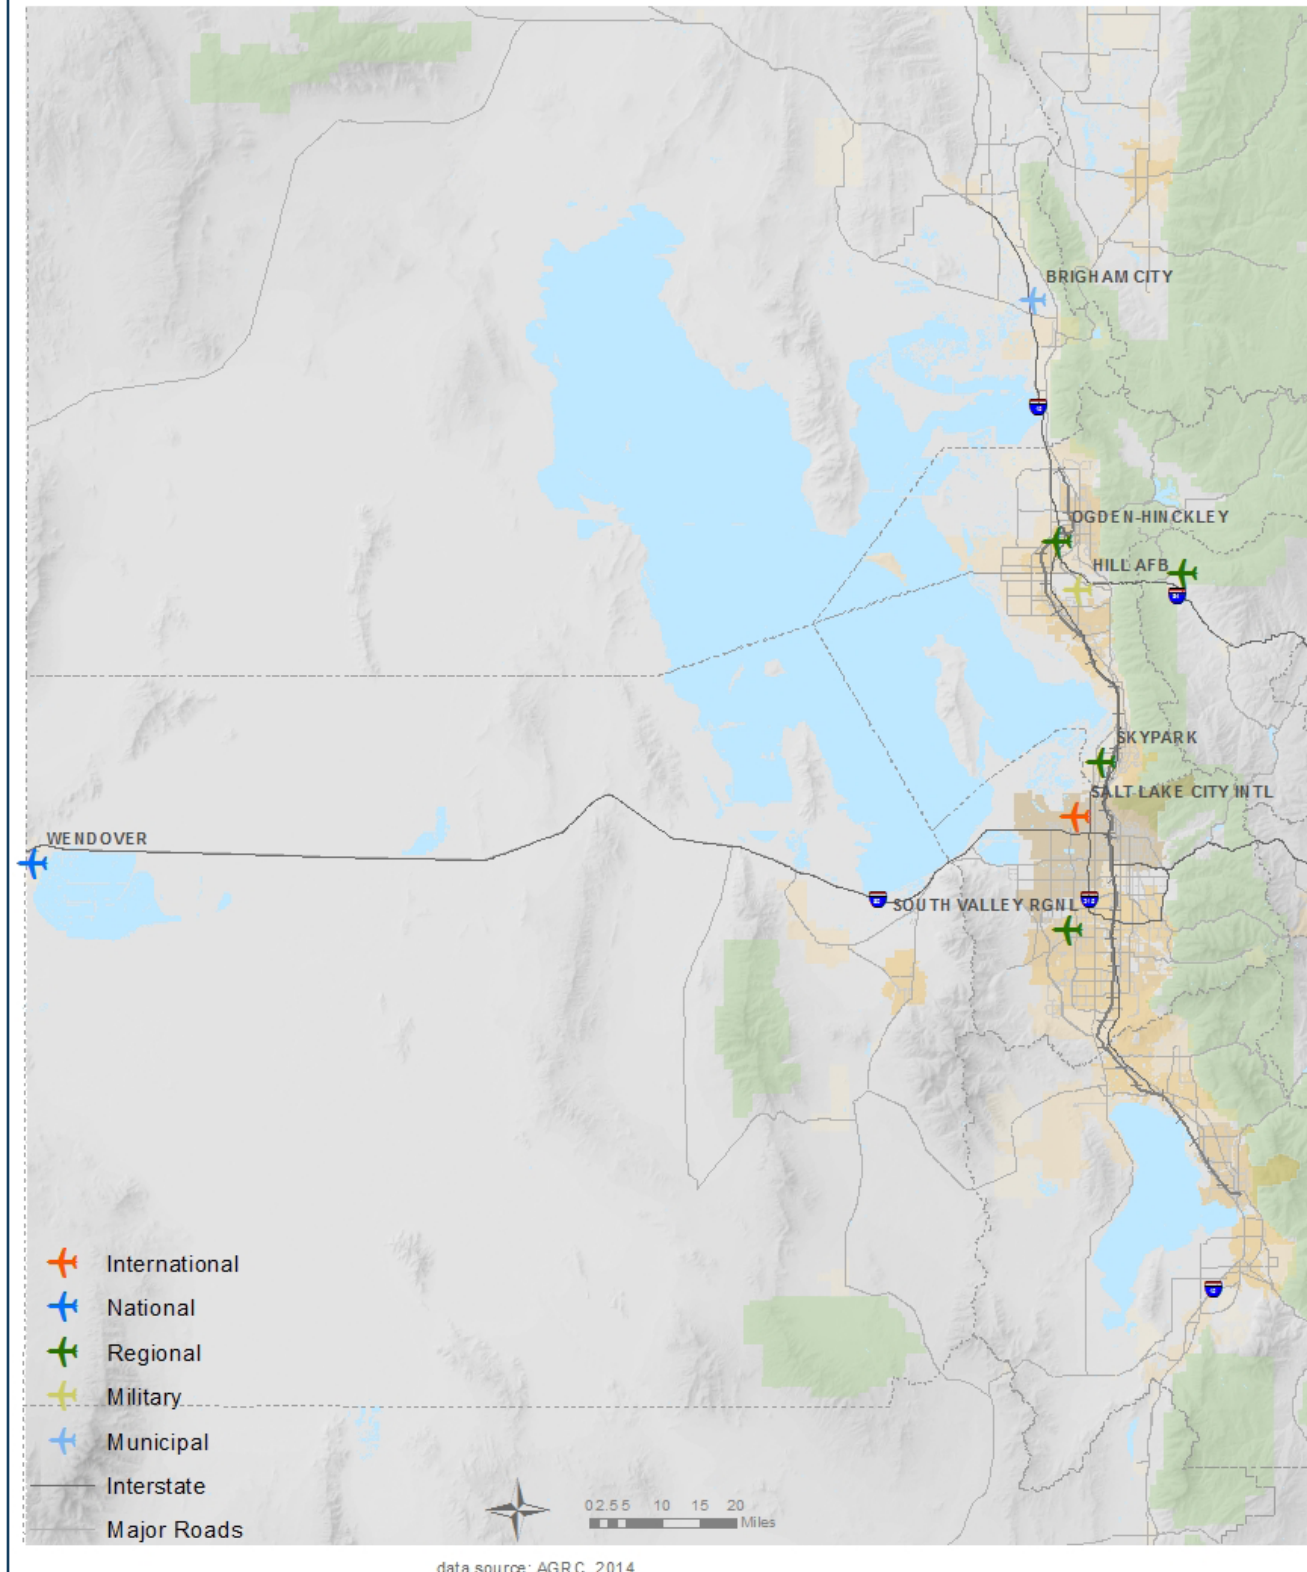 BRIGHAM CITY
OGDEN-HINCKLEY
HILL AFB
SKYPARK
SALT LAKE CITY INTL
WENDOVER
SOUTH VALLEY RGNL
International
National
Regional
Military
Municipal
Interstate
Major Roads
0 2.5 5 10 15 20
Miles
data source: AGRC, 2014